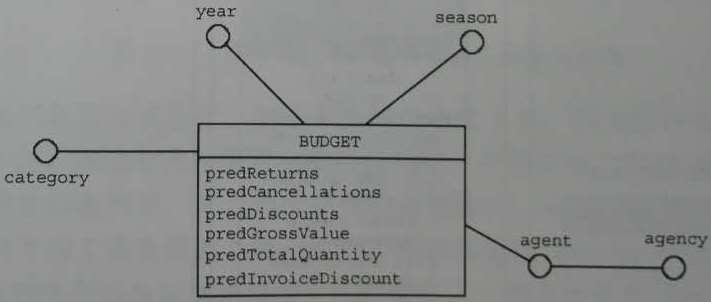 year
season
category
BUDGET
predReturns
predCancellations
predDiscounts
predGrossValue
predTotalQuantity
predInvoiceDiscount
agent
agency